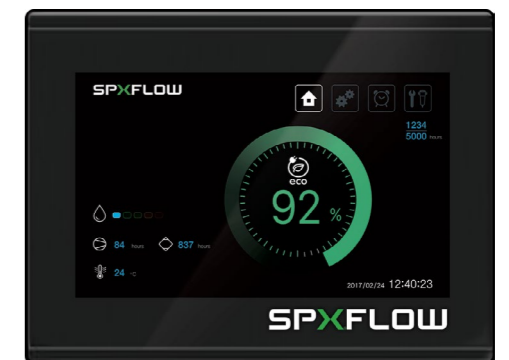 SPXFLOW
1234
5000 hours
eco
92 %
84 hours 837 hours
24 °C
2017/02/24 12:40:23
SPXFLOW